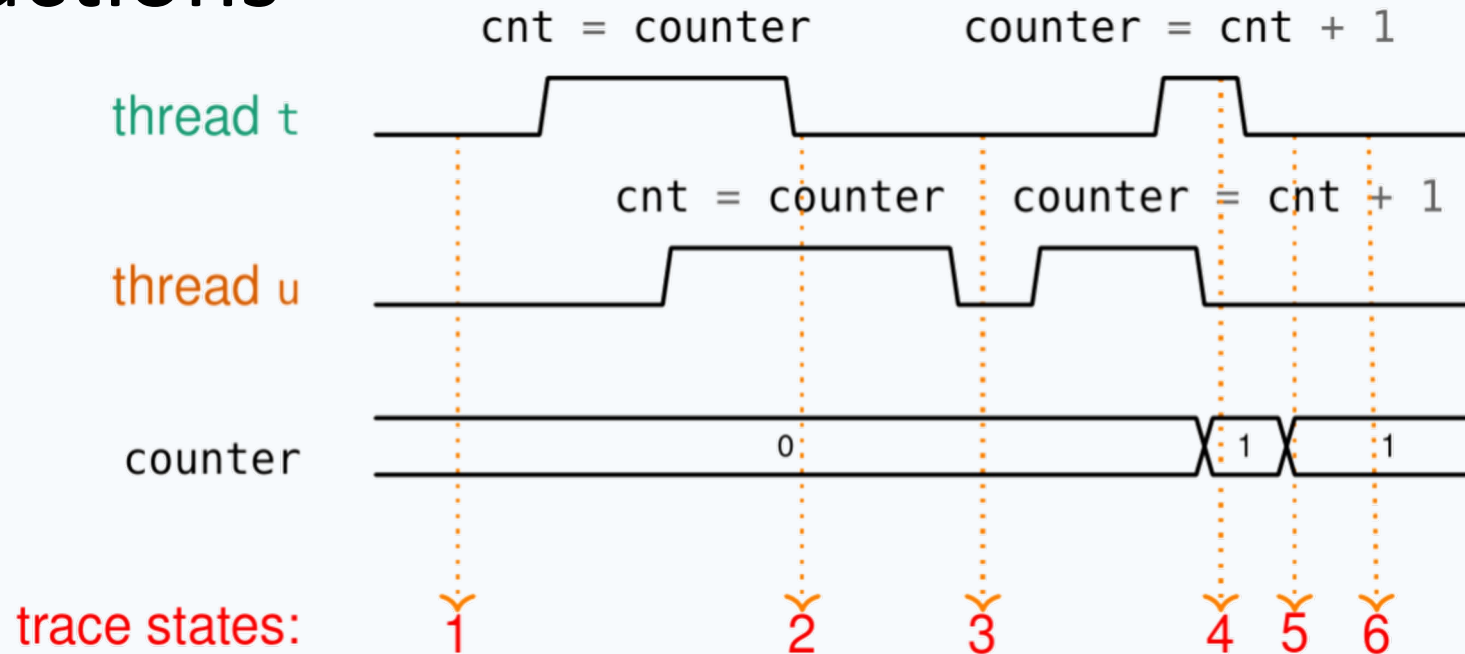 cnt = counter counter = cnt + 1
thread t
cnt = counter counter = cnt + 1
thread u
counter 0 1 1
trace states: 1 2 3 4 5 6